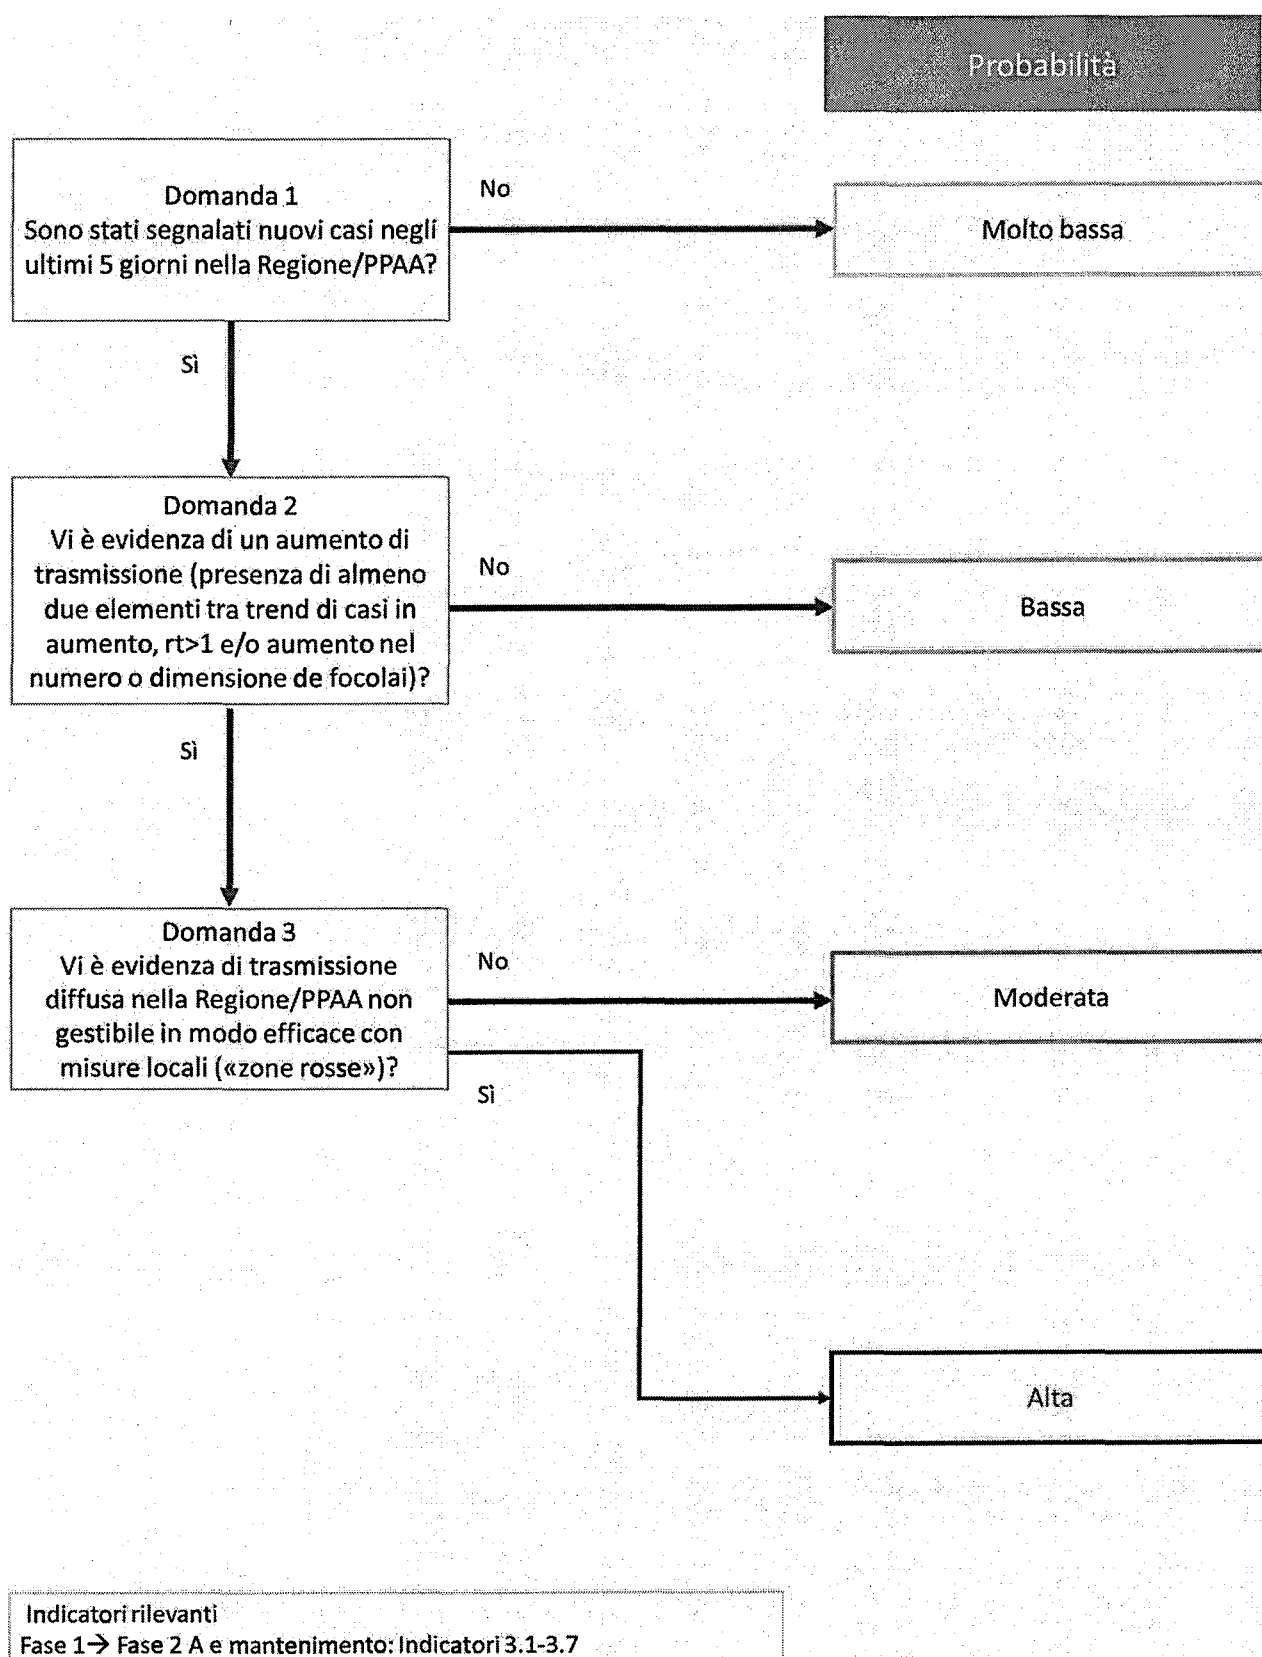 Probabilità
Domanda 1
Sono stati segnalati nuovi casi negli
ultimi 5 giorni nella Regione/PPAA?
No
Molto bassa
Sì
Domanda 2
Vi è evidenza di un aumento di
trasmissione (presenza di almeno
due elementi tra trend di casi in
aumento, rt>1 e/o aumento nel
numero o dimensione de focolai)?
No
Bassa
Sì
Domanda 3
Vi è evidenza di trasmissione
diffusa nella Regione/PPAA non
gestibile in modo efficace con
misure locali («zone rosse»)?
No
Moderata
Sì
Alta
Indicatori rilevanti
Fase 1→ Fase 2 A e mantenimento: Indicatori 3.1-3.7